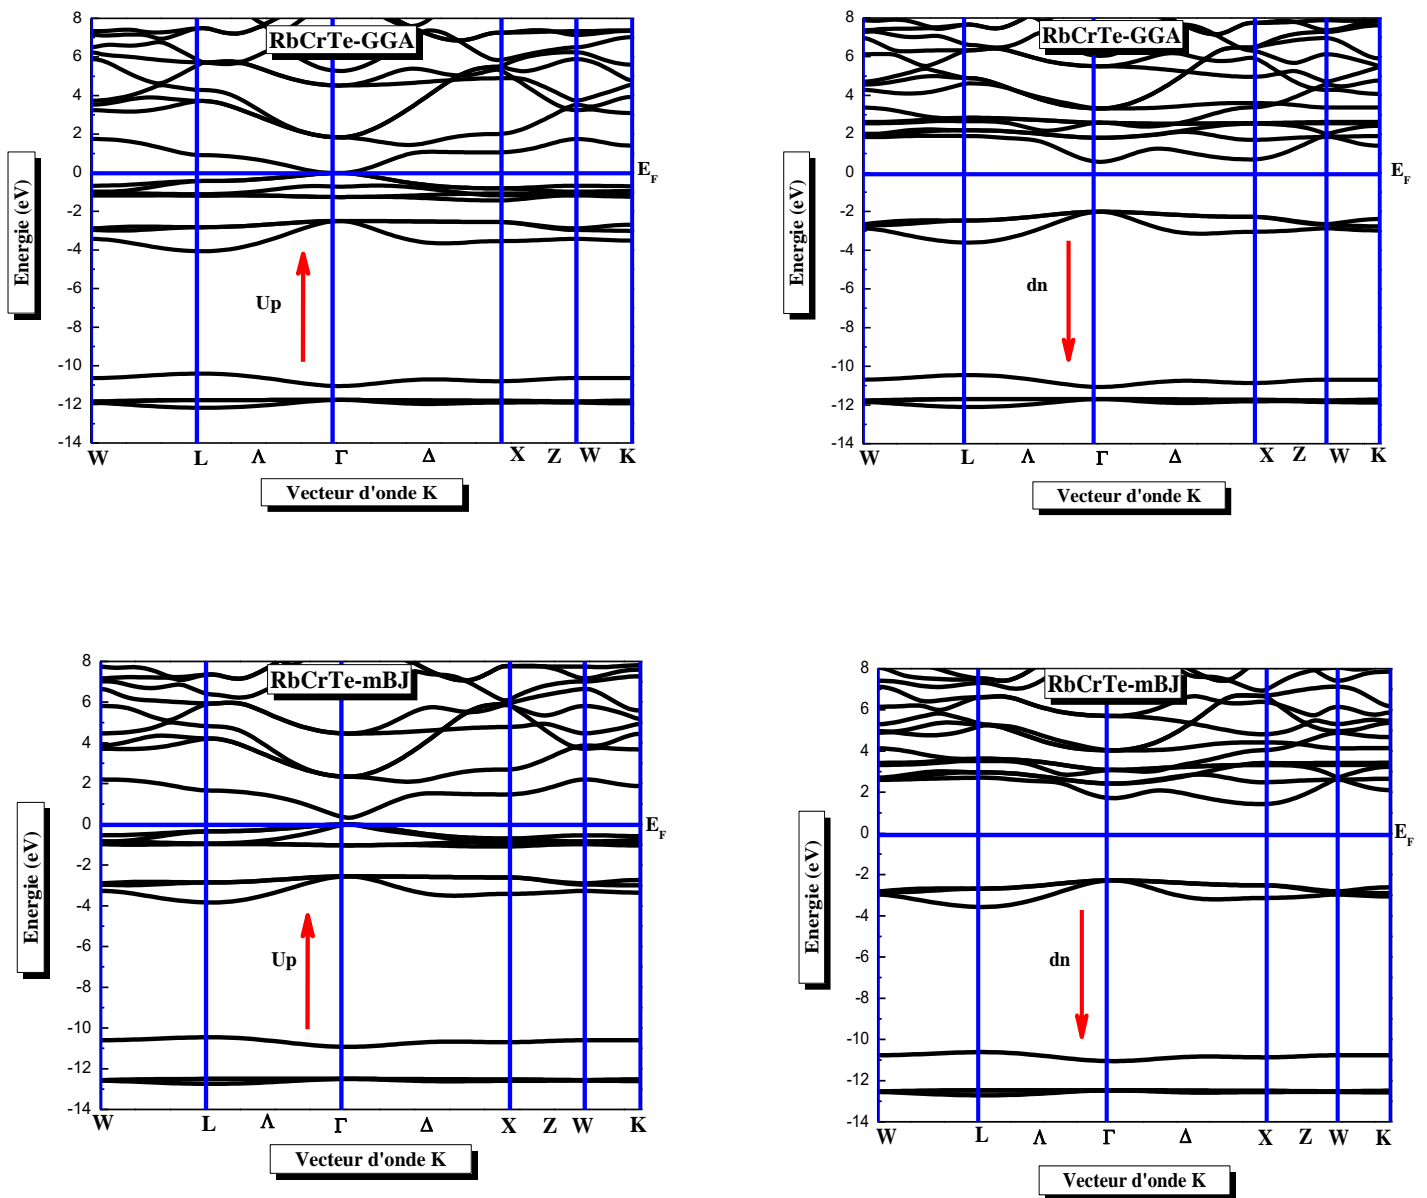 RbCrTe-GGA
8
6
4
2
0
-2
-4
-6
-8
-10
-12
-14
Energie (eV)
E_F
Up
W L Λ Γ Δ X Z W K
Vecteur d'onde K
RbCrTe-GGA
8
6
4
2
0
-2
-4
-6
-8
-10
-12
-14
Energie (eV)
E_F
dn
W L Λ Γ Δ X Z W K
Vecteur d'onde K
RbCrTe-mBJ
8
6
4
2
0
-2
-4
-6
-8
-10
-12
-14
Energie (eV)
E_F
Up
W L Λ Γ Δ X Z W K
Vecteur d'onde K
RbCrTe-mBJ
8
6
4
2
0
-2
-4
-6
-8
-10
-12
-14
Energie (eV)
E_F
dn
W L Λ Γ Δ X Z W K
Vecteur d'onde K